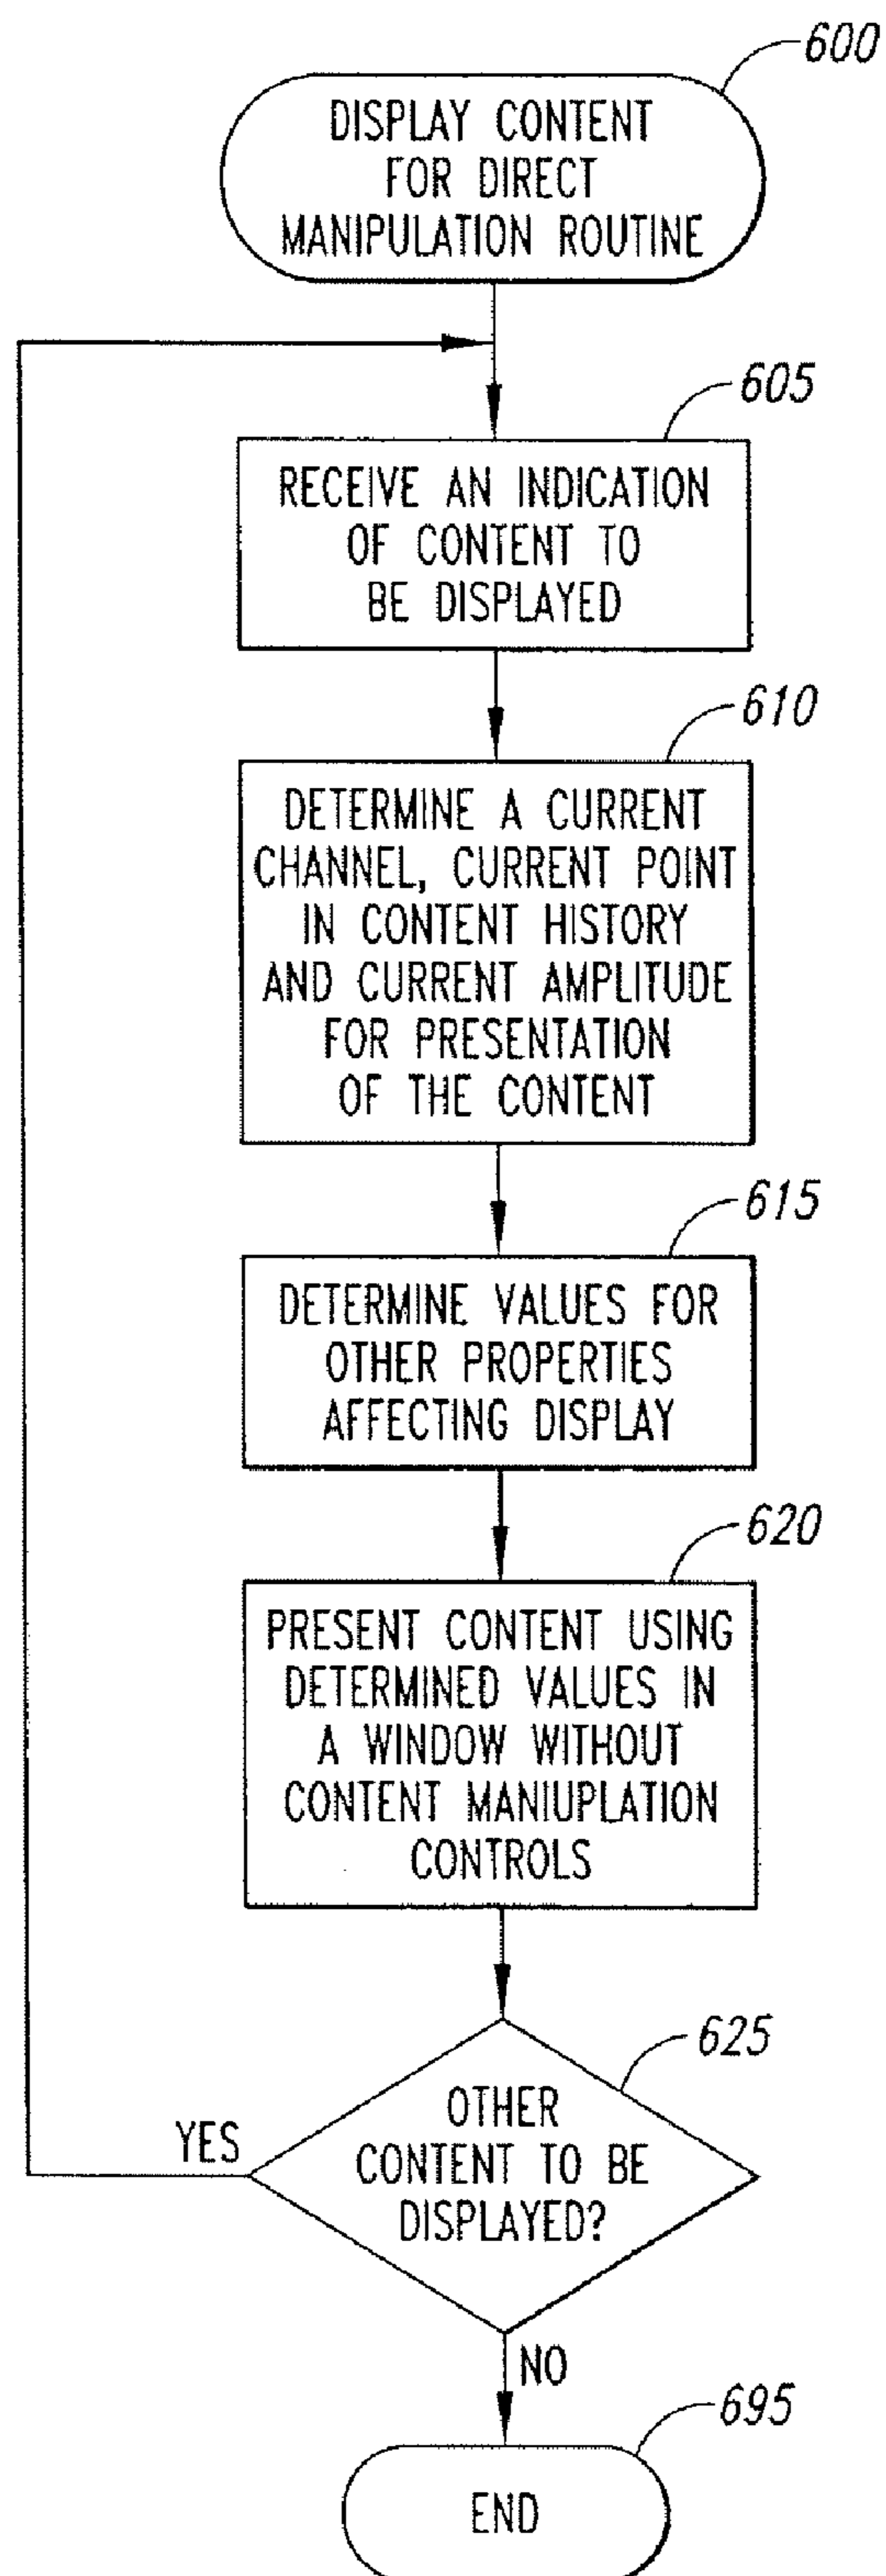 600
DISPLAY CONTENT
FOR DIRECT
MANIPULATION ROUTINE
605
RECEIVE AN INDICATION
OF CONTENT TO
BE DISPLAYED
610
DETERMINE A CURRENT
CHANNEL, CURRENT POINT
IN CONTENT HISTORY
AND CURRENT AMPLITUDE
FOR PRESENTATION
OF THE CONTENT
615
DETERMINE VALUES FOR
OTHER PROPERTIES
AFFECTING DISPLAY
620
PRESENT CONTENT USING
DETERMINED VALUES IN
A WINDOW WITHOUT
CONTENT MANIUPLATION
CONTROLS
625
OTHER
CONTENT TO BE
DISPLAYED?
YES
NO
695
END